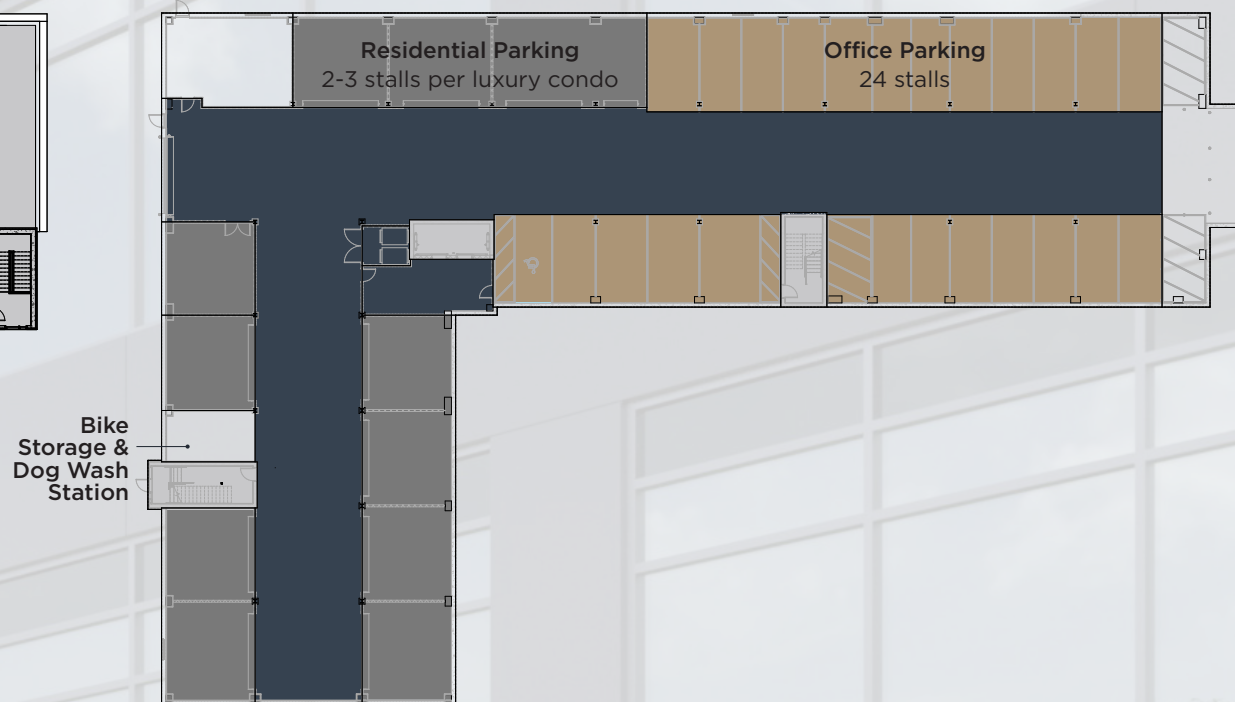 Residential Parking
2-3 stalls per luxury condo
Office Parking
24 stalls
Bike
Storage &
Dog Wash
Station